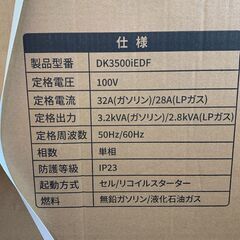 仕様
製品型番 DK3500iEDF
定格電圧 100V
定格電流 32A(ガソリン)/28A(LPガス)
定格出力 3.2kVA(ガソリン)/2.8kVA(LPガス)
定格周波数 50Hz/60Hz
相数 単相
防護等級 IP23
起動方式 セル/リコイルスターター
燃料 無鉛ガソリン/液化石油ガス